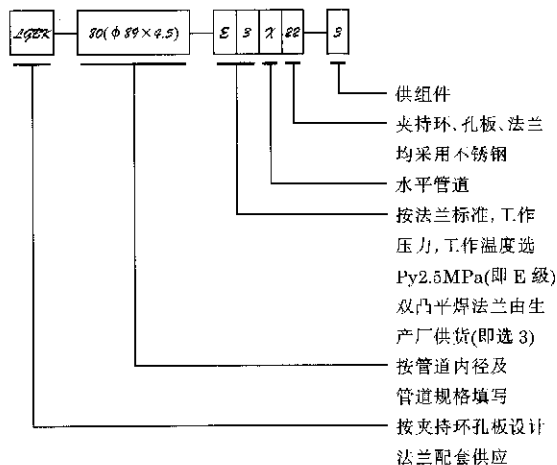 LGBK 80(φ89×4.5) E 3 X 22 3
供组件
夹持环、孔板、法兰
均采用不锈钢
水平管道
按法兰标准,工作
压力,工作温度选
Py2.5MPa(即 E 级)
双凸平焊法兰由生
产厂供货(即选 3)
按管道内径及
管道规格填写
按夹持环孔板设计
法兰配套供应